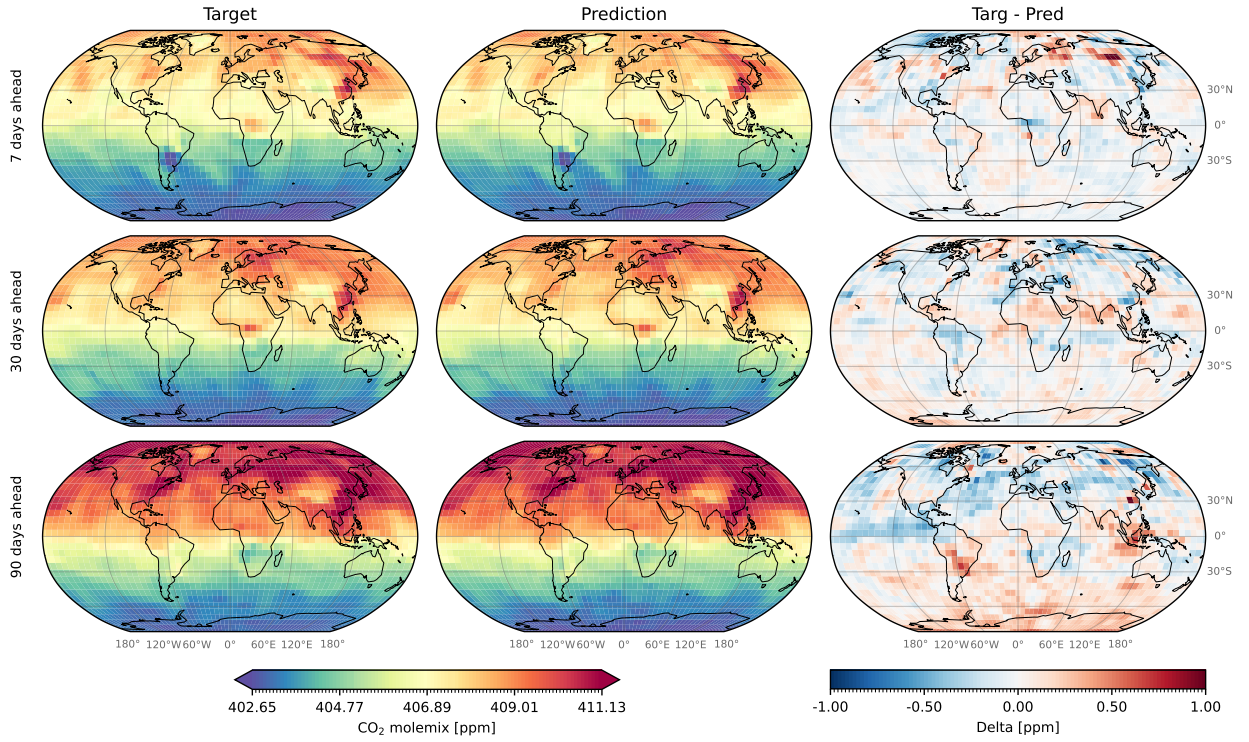 Target Prediction Targ - Pred
7 days ahead
30°N
0°
30°S
30 days ahead
30°N
0°
30°S
90 days ahead
30°N
0°
30°S
180° 120°W60°W 0° 60°E 120°E 180° 180° 120°W60°W 0° 60°E 120°E 180° 180° 120°W60°W 0° 60°E 120°E 180°
402.65 404.77 406.89 409.01 411.13 -1.00 -0.50 0.00 0.50 1.00
CO₂ molemix [ppm] Delta [ppm]